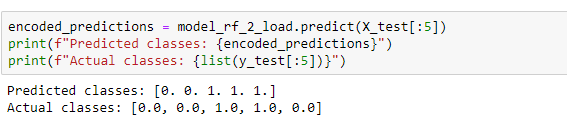 encoded_predictions = model_rf_2_load.predict(X_test[:5])
print(f"Predicted classes: {encoded_predictions}")
print(f"Actual classes: {list(y_test[:5])}")
Predicted classes: [0. 0. 1. 1. 1.]
Actual classes: [0.0, 0.0, 1.0, 1.0, 0.0]